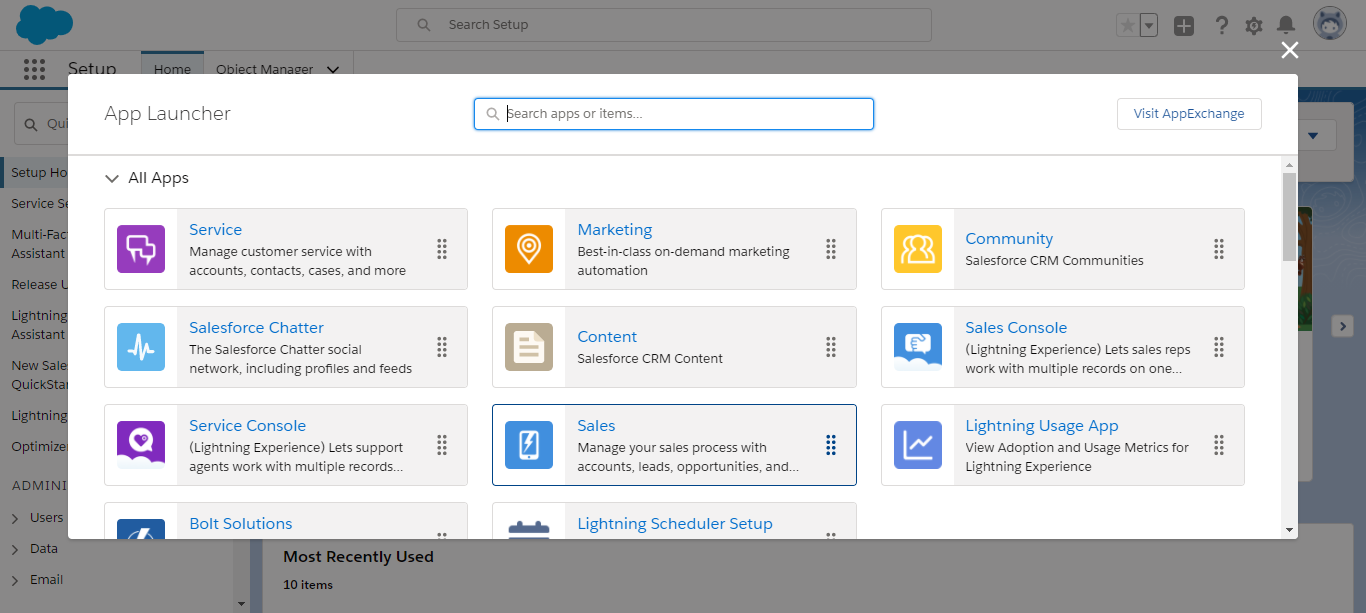 Search Setup
Setup
Home
Object Manager
App Launcher
Search apps or items...
Visit AppExchange
All Apps
Service
Manage customer service with
accounts, contacts, cases, and more
Marketing
Best-in-class on-demand marketing
automation
Community
Salesforce CRM Communities
Salesforce Chatter
The Salesforce Chatter social
network, including profiles and feeds
Content
Salesforce CRM Content
Sales Console
(Lightning Experience) Lets sales reps
work with multiple records on one...
Service Console
(Lightning Experience) Lets support
agents work with multiple records...
Sales
Manage your sales process with
accounts, leads, opportunities, and...
Lightning Usage App
View Adoption and Usage Metrics for
Lightning Experience
Bolt Solutions
Lightning Scheduler Setup
Qui
Setup Ho
Service Se
Multi-Fac
Assistant
Release U
Lightning
Assistant
New Sale
QuickStar
Lightning
Optimize
ADMINI
Users
Data
Email
Most Recently Used
10 items